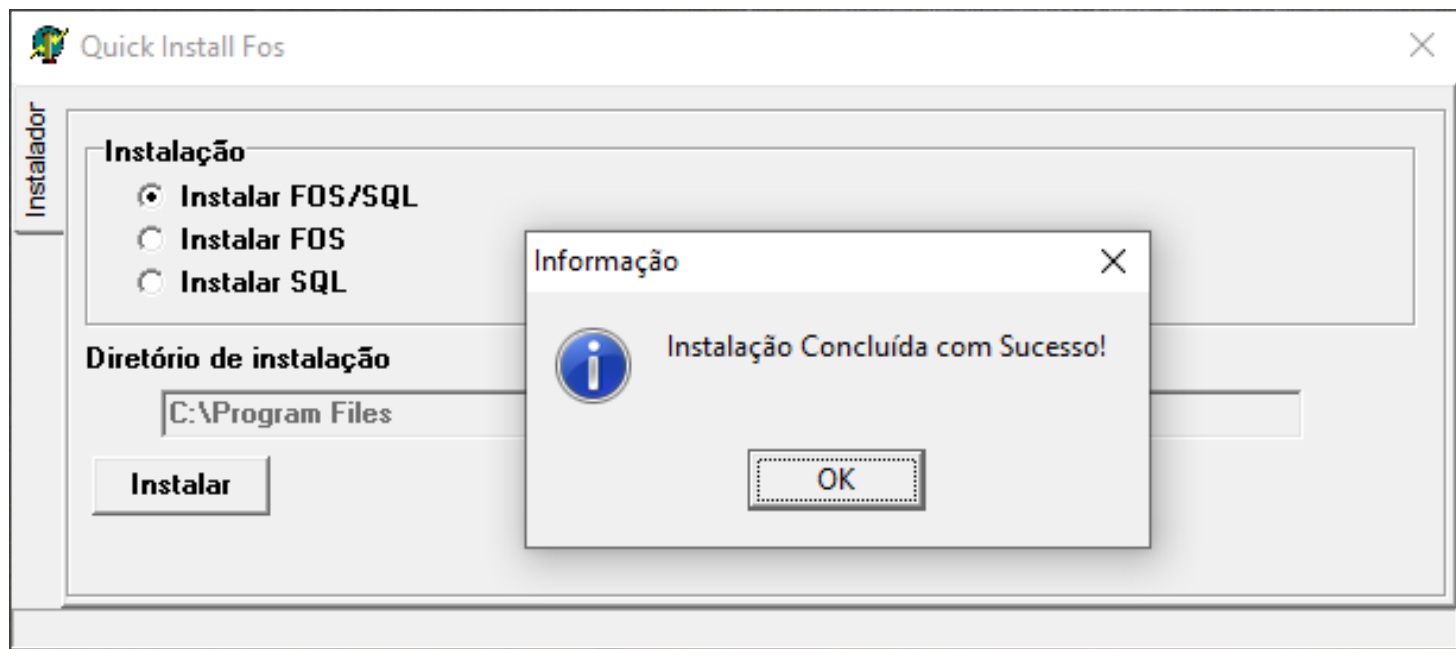 Quick Install Fos
Instalador
Instalação
Instalar FOS/SQL
Instalar FOS
Instalar SQL
Diretório de instalação
C:\Program Files
Instalar
Informação
Instalação Concluída com Sucesso!
OK